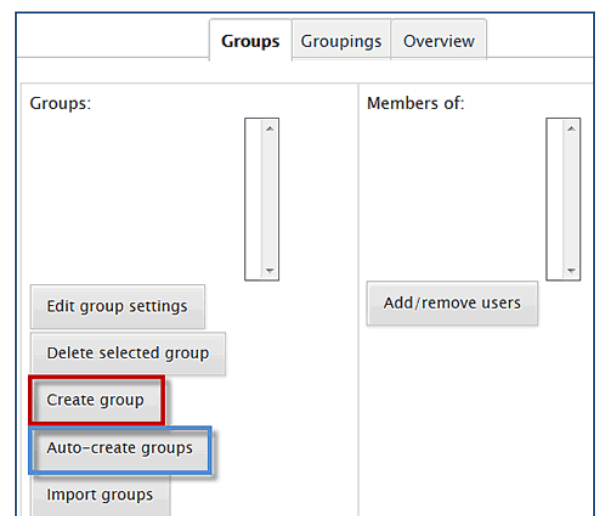 Groups Groupings Overview
Groups: Members of:
Edit group settings Add/remove users
Delete selected group
Create group
Auto-create groups
Import groups